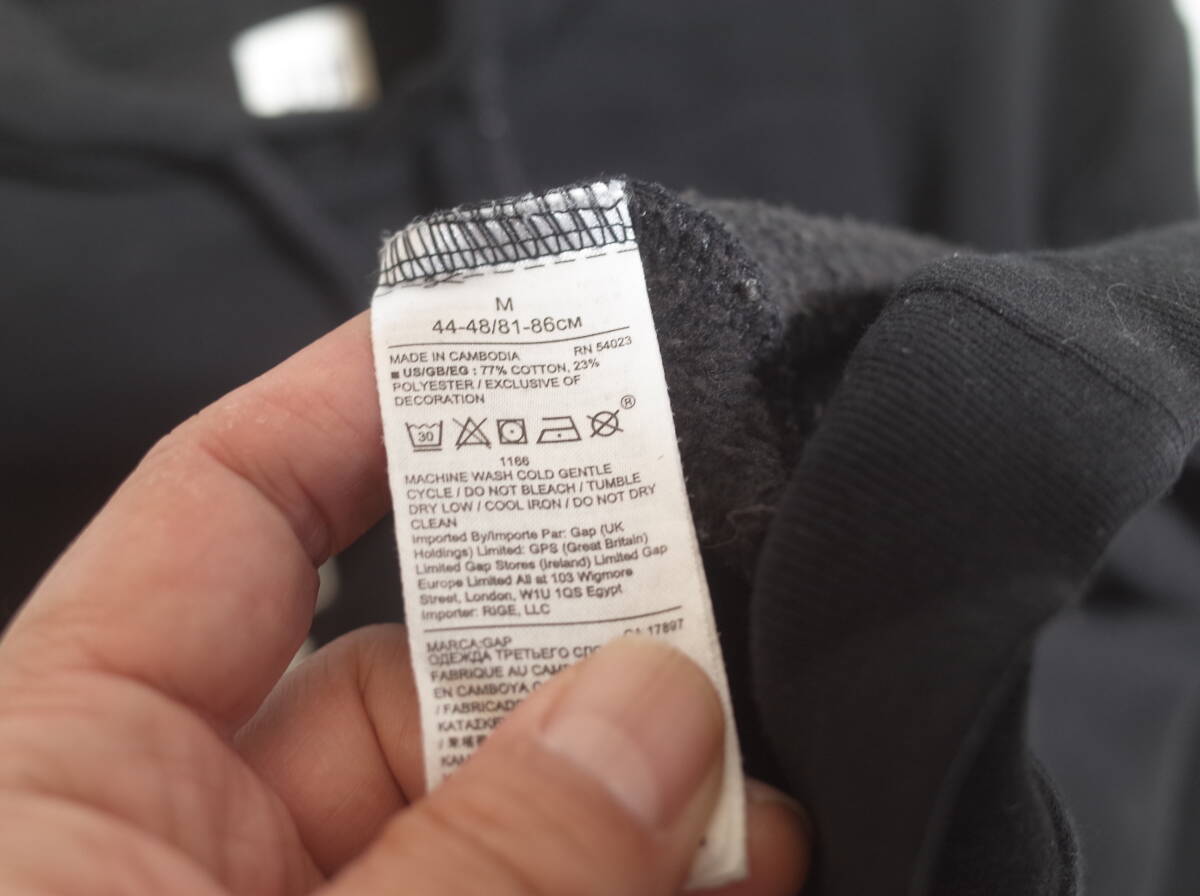 M
44-48/81-86CM
MADE IN CAMBODIA RN 54023
■ US/GB/EG : 77% COTTON, 23%
POLYESTER / EXCLUSIVE OF
DECORATION
30
®
1166
MACHINE WASH COLD GENTLE
CYCLE / DO NOT BLEACH / TUMBLE
DRY LOW / COOL IRON / DO NOT DRY
CLEAN
Imported By/Importe Par: Gap (UK
Holdings) Limited: GPS (Great Britain)
Limited Gap Stores (Ireland) Limited Gap
Europe Limited All at 103 Wigmore
Street, London, W1U 1QS Egypt
Importer: RIGE, LLC
MARCA:GAP CA 17897
ОДЕЖДА ТРЕТЬЕГО
FABRIQUE AU
EN CAMBOYA